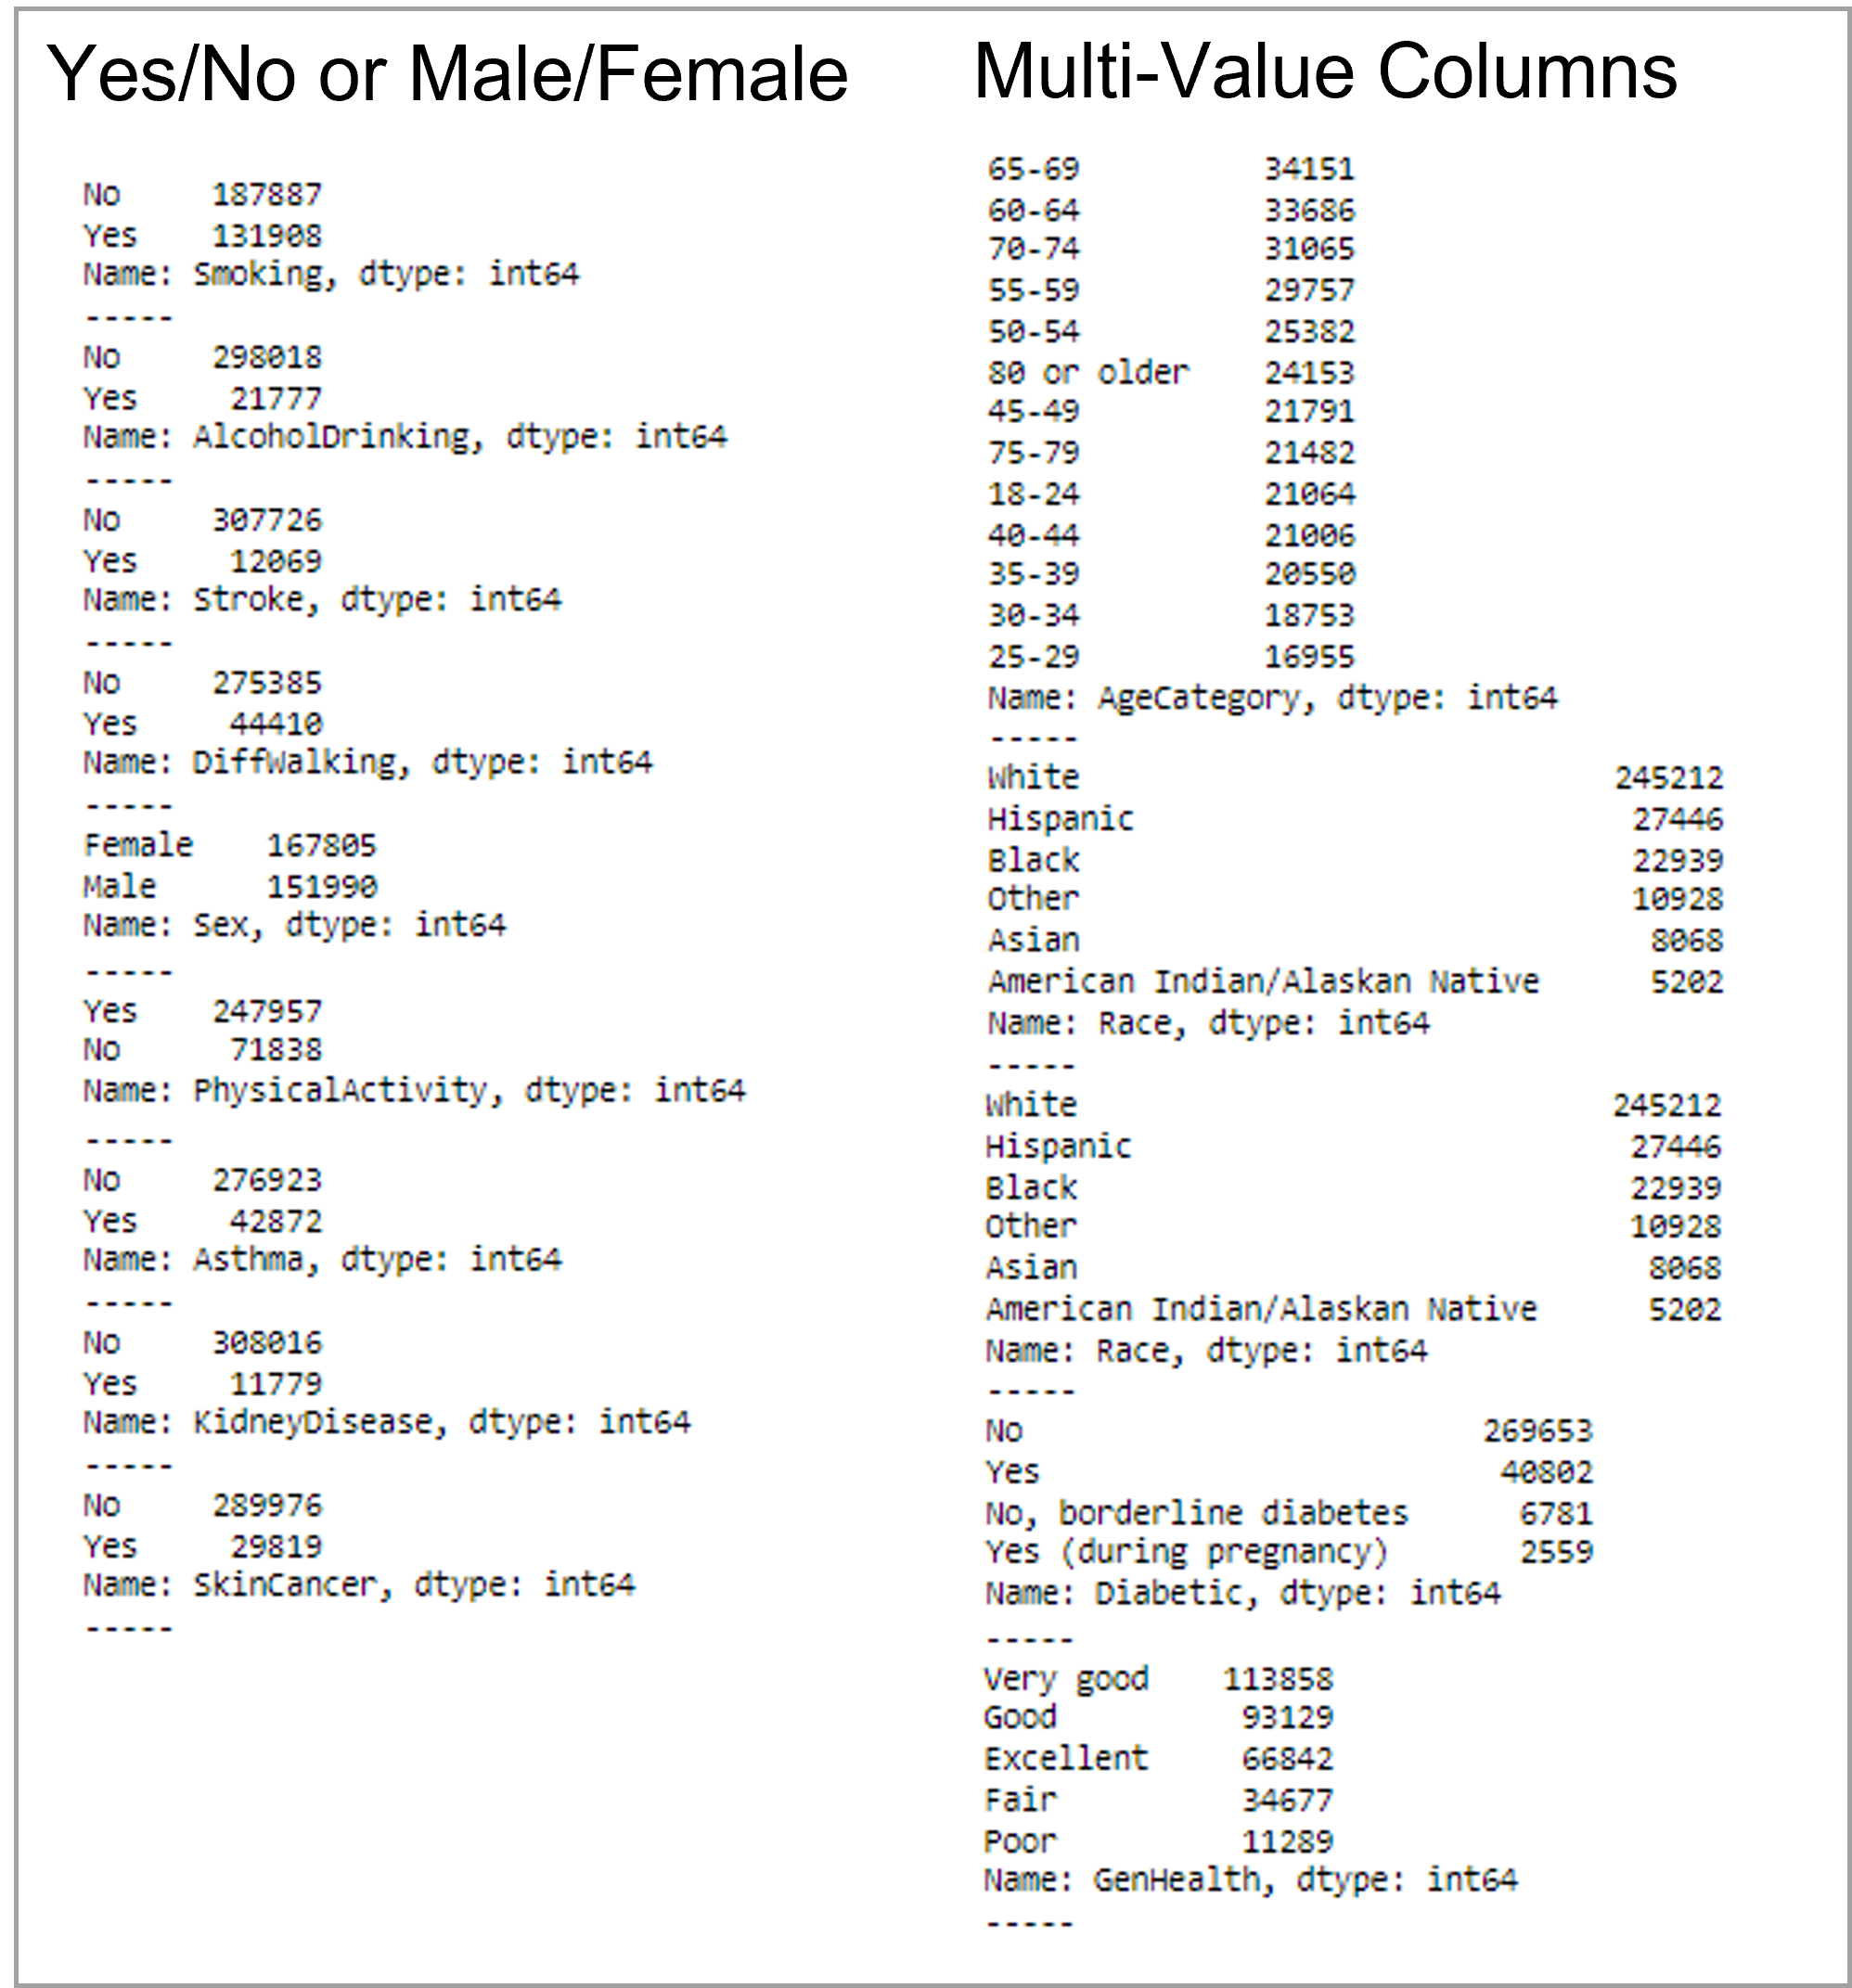 Yes/No or Male/Female
No 187887
Yes 131908
Name: Smoking, dtype: int64
-----
No 298018
Yes 21777
Name: AlcoholDrinking, dtype: int64
-----
No 307726
Yes 12069
Name: Stroke, dtype: int64
-----
No 275385
Yes 44410
Name: DiffWalking, dtype: int64
-----
Female 167805
Male 151990
Name: Sex, dtype: int64
-----
Yes 247957
No 71838
Name: PhysicalActivity, dtype: int64
-----
No 276923
Yes 42872
Name: Asthma, dtype: int64
-----
No 308016
Yes 11779
Name: KidneyDisease, dtype: int64
-----
No 289976
Yes 29819
Name: SkinCancer, dtype: int64
-----
Multi-Value Columns
65-69 34151
60-64 33686
70-74 31065
55-59 29757
50-54 25382
80 or older 24153
45-49 21791
75-79 21482
18-24 21064
40-44 21006
35-39 20550
30-34 18753
25-29 16955
Name: AgeCategory, dtype: int64
-----
White 245212
Hispanic 27446
Black 22939
Other 10928
Asian 8068
American Indian/Alaskan Native 5202
Name: Race, dtype: int64
-----
White 245212
Hispanic 27446
Black 22939
Other 10928
Asian 8068
American Indian/Alaskan Native 5202
Name: Race, dtype: int64
-----
No 269653
Yes 40802
No, borderline diabetes 6781
Yes (during pregnancy) 2559
Name: Diabetic, dtype: int64
-----
Very good 113858
Good 93129
Excellent 66842
Fair 34677
Poor 11289
Name: GenHealth, dtype: int64
-----